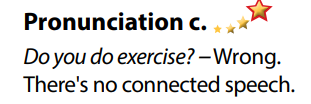 Pronunciation c.
Do you do exercise? – Wrong.
There's no connected speech.